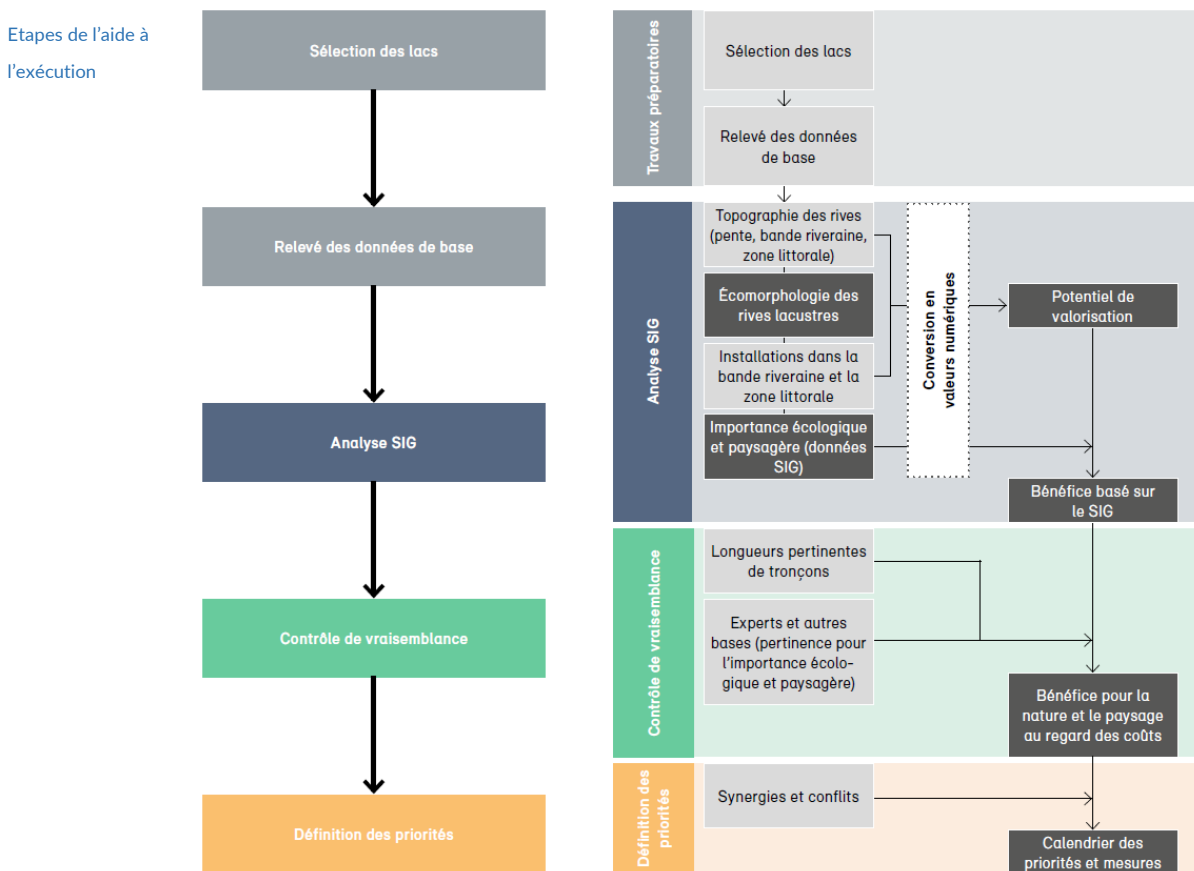 Etapes de l’aide à
l’exécution
Sélection des lacs
Relevé des données de base
Analyse SIG
Contrôle de vraisemblance
Définition des priorités
Travaux préparatoires
Sélection des lacs
Relevé des données
de base
Analyse SIG
Topographie des rives
(pente, bande riveraine,
zone littorale)
Écomorphologie des
rives lacustres
Installations dans la
bande riveraine et la
zone littorale
Importance écologique
et paysagère (données
SIG)
Conversion en
valeurs numériques
Potentiel de
valorisation
Bénéfice basé sur
le SIG
Contrôle de vraisemblance
Longueurs pertinentes
de tronçons
Experts et autres
bases (pertinence pour
l’importance écolo-
gique et paysagère)
Bénéfice pour la
nature et le paysage
au regard des coûts
Définition des
priorités
Synergies et conflits
Calendrier des
priorités et mesures